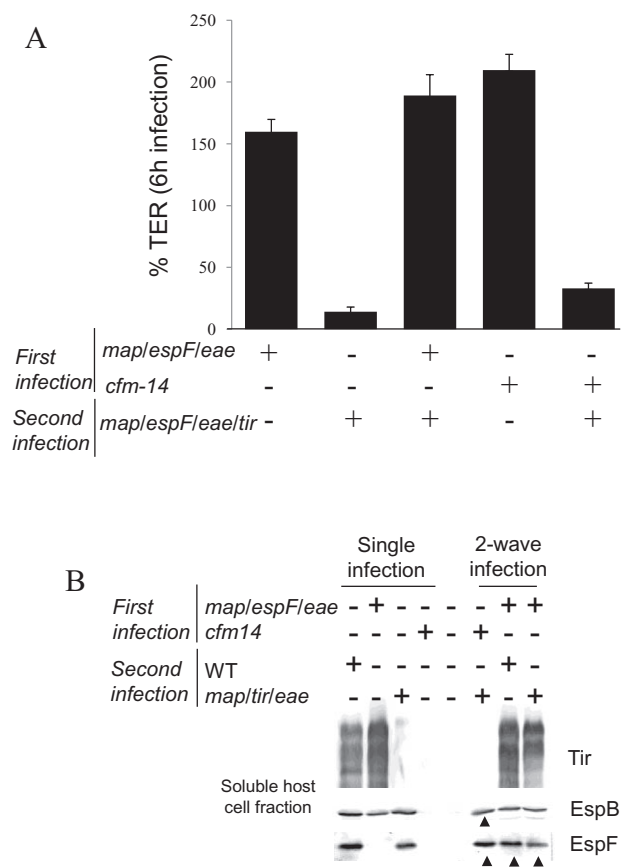 A
% TER (6h infection)
250
200
150
100
50
0
First infection
map/espF/eae + - + - -
cfm-14 - - - + +
Second infection
map/espF/eae/tir - + + - +
B
Single infection
2-wave infection
First infection
map/espF/eae - + - - - - + +
cfm14 - - - + - + - -
Second infection
WT + - - - - - + -
map/tir/eae - - + - - + - +
Tir
Soluble host cell fraction
EspB
EspF